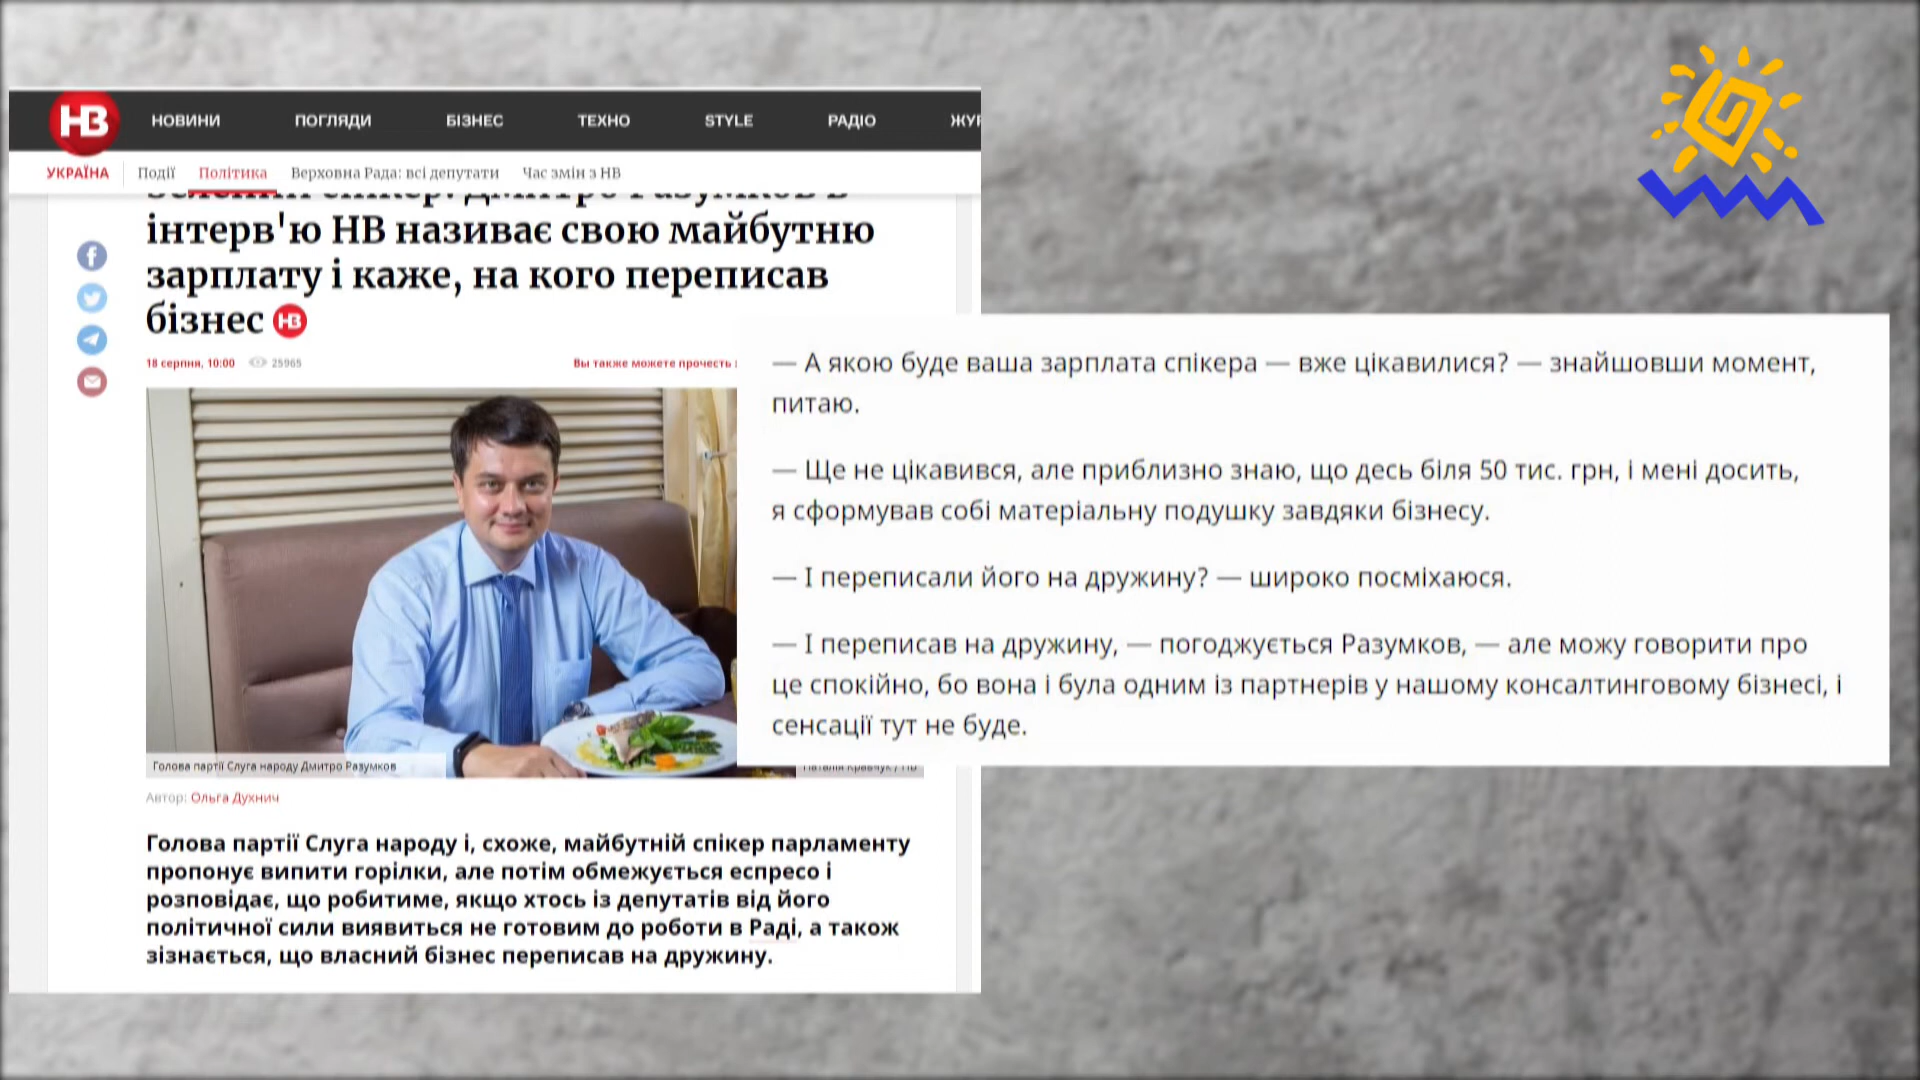 НВ
НОВИНИ ПОГЛЯДИ БІЗНЕС ТЕХНО STYLE РАДІО ЖУР
УКРАЇНА Події Політика Верховна Рада: всі депутати Час змін з НВ
інтерв'ю НВ називає свою майбутню
зарплату і каже, на кого переписав
бізнес НВ
18 серпня, 10:00 25965 Вы также можете прочесть
Голова партії Слуга народу Дмитро Разумков
Автор: Ольга Духнич
Голова партії Слуга народу і, схоже, майбутній спікер парламенту
пропонує випити горілки, але потім обмежується еспресо і
розповідає, що робитиме, якщо хтось із депутатів від його
політичної сили виявиться не готовим до роботи в Раді, а також
зізнається, що власний бізнес переписав на дружину.
— А якою буде ваша зарплата спікера — вже цікавилися? — знайшовши момент,
питаю.
— Ще не цікавився, але приблизно знаю, що десь біля 50 тис. грн, і мені досить,
я сформував собі матеріальну подушку завдяки бізнесу.
— І переписали його на дружину? — широко посміхаюся.
— І переписав на дружину, — погоджується Разумков, — але можу говорити про
це спокійно, бо вона і була одним із партнерів у нашому консалтинговому бізнесі, і
сенсації тут не буде.